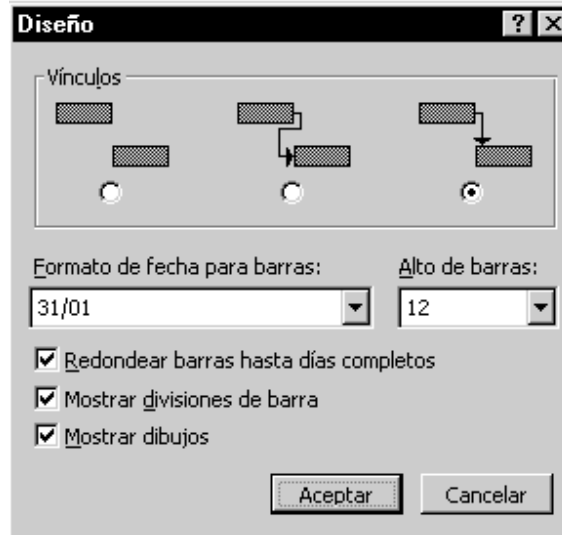 Diseño
Vínculos
Formato de fecha para barras: Alto de barras:
31/01 12
Redondear barras hasta días completos
Mostrar divisiones de barra
Mostrar dibujos
Aceptar Cancelar